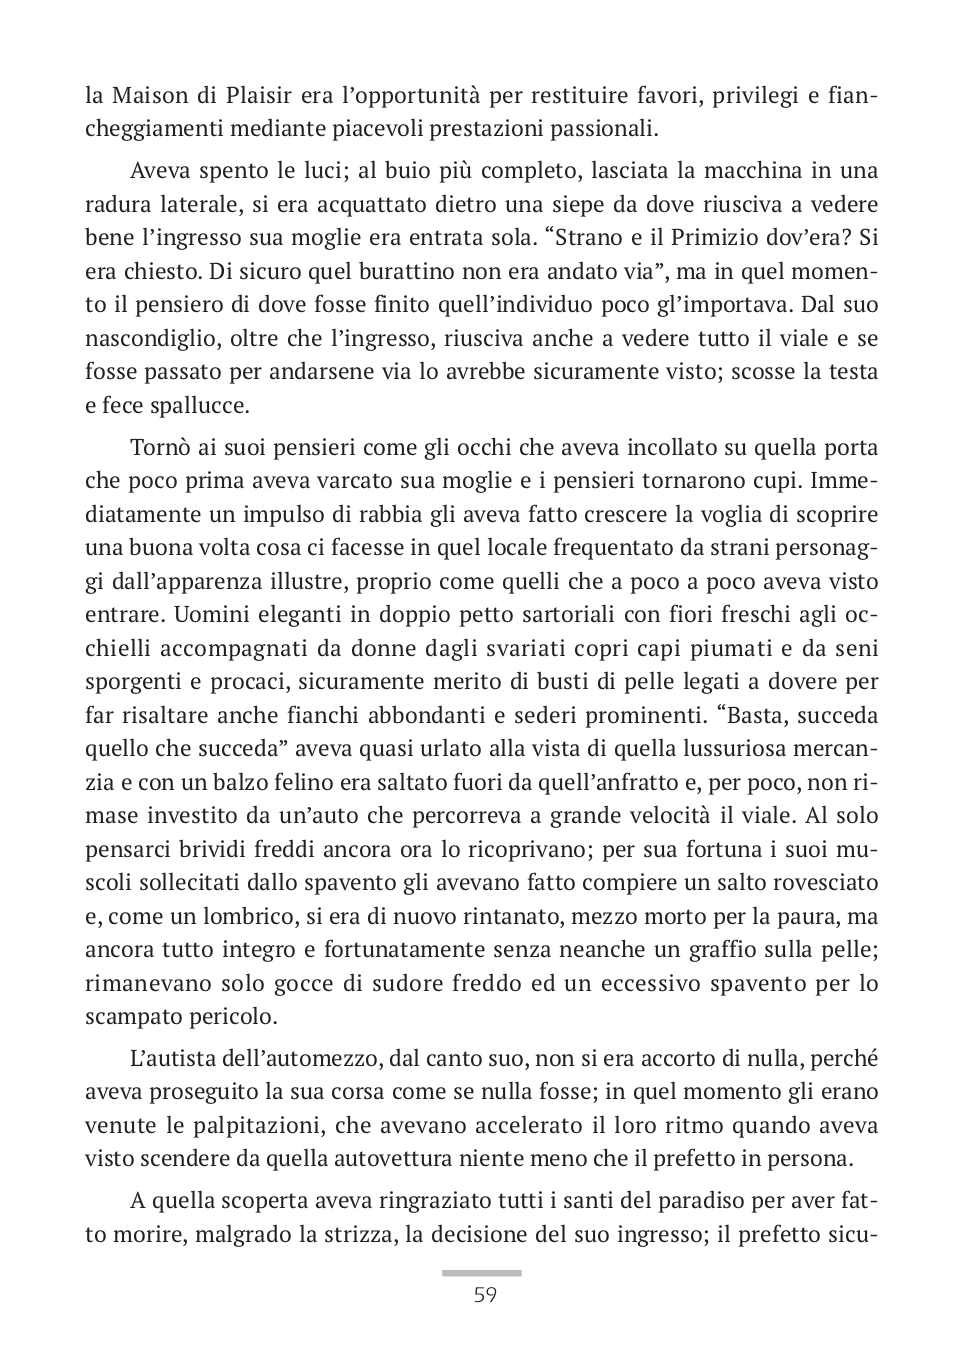 la Maison di Plaisir era l’opportunità per restituire favori, privilegi e fian-
cheggiamenti mediante piacevoli prestazioni passionali.
Aveva spento le luci; al buio più completo, lasciata la macchina in una
radura laterale, si era acquattato dietro una siepe da dove riusciva a vedere
bene l’ingresso sua moglie era entrata sola. “Strano e il Primizio dov’era? Si
era chiesto. Di sicuro quel burattino non era andato via”, ma in quel momen-
to il pensiero di dove fosse finito quell’individuo poco gl’importava. Dal suo
nascondiglio, oltre che l’ingresso, riusciva anche a vedere tutto il viale e se
fosse passato per andarsene via lo avrebbe sicuramente visto; scosse la testa
e fece spallucce.
Tornò ai suoi pensieri come gli occhi che aveva incollato su quella porta
che poco prima aveva varcato sua moglie e i pensieri tornarono cupi. Imme-
diatamente un impulso di rabbia gli aveva fatto crescere la voglia di scoprire
una buona volta cosa ci facesse in quel locale frequentato da strani personag-
gi dall’apparenza illustre, proprio come quelli che a poco a poco aveva visto
entrare. Uomini eleganti in doppio petto sartoriali con fiori freschi agli oc-
chielli accompagnati da donne dagli svariati copri capi piumati e da seni
sporgenti e procaci, sicuramente merito di busti di pelle legati a dovere per
far risaltare anche fianchi abbondanti e sederi prominenti. “Basta, succeda
quello che succeda” aveva quasi urlato alla vista di quella lussuriosa mercan-
zia e con un balzo felino era saltato fuori da quell’anfratto e, per poco, non ri-
mase investito da un’auto che percorreva a grande velocità il viale. Al solo
pensarci brividi freddi ancora ora lo ricoprivano; per sua fortuna i suoi mu-
scoli sollecitati dallo spavento gli avevano fatto compiere un salto rovesciato
e, come un lombrico, si era di nuovo rintanato, mezzo morto per la paura, ma
ancora tutto integro e fortunatamente senza neanche un graffio sulla pelle;
rimanevano solo gocce di sudore freddo ed un eccessivo spavento per lo
scampato pericolo.
L’autista dell’automezzo, dal canto suo, non si era accorto di nulla, perché
aveva proseguito la sua corsa come se nulla fosse; in quel momento gli erano
venute le palpitazioni, che avevano accelerato il loro ritmo quando aveva
visto scendere da quella autovettura niente meno che il prefetto in persona.
A quella scoperta aveva ringraziato tutti i santi del paradiso per aver fat-
to morire, malgrado la strizza, la decisione del suo ingresso; il prefetto sicu-
59